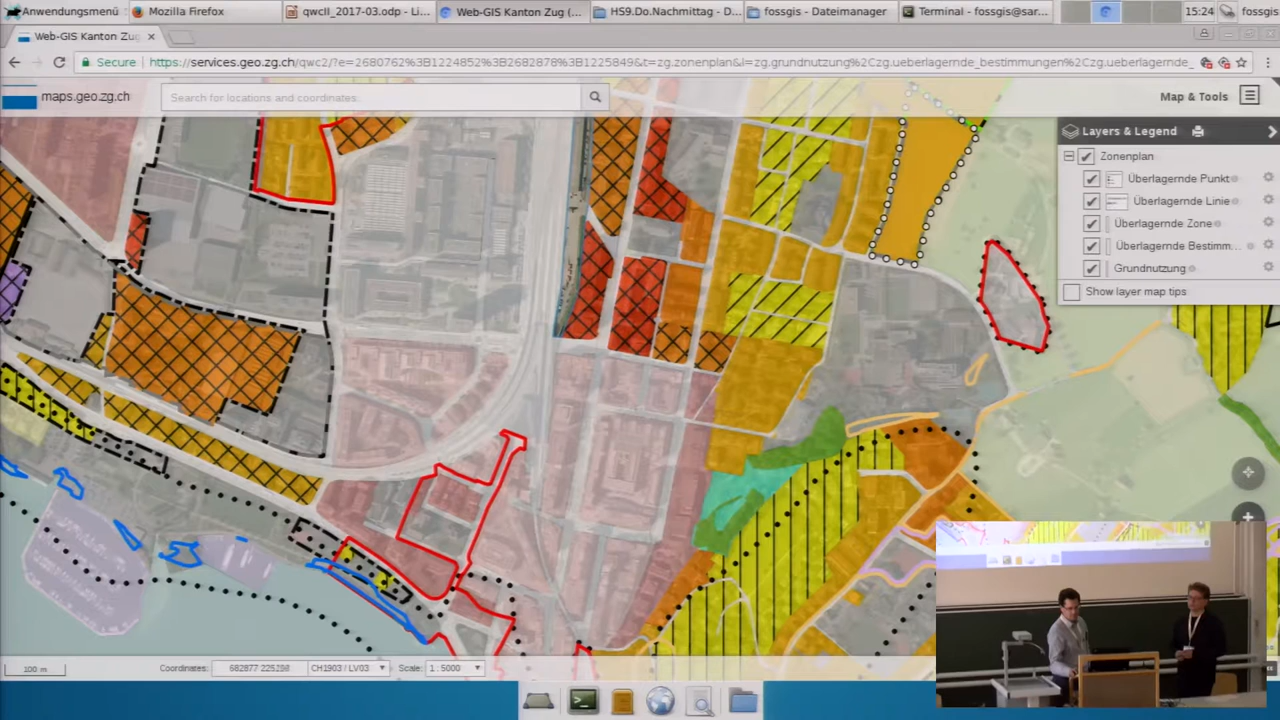 Anwendungsmenü
Mozilla Firefox
qwcII_2017-03.odp - Li...
Web-GIS Kanton Zug (...
HS9.Do.Nachmittag - D...
fossgis - Dateimanager
Terminal - fossgis@sar...
15:24
fossgis
Web-GIS Kanton Zug
Secure
https://services.geo.zg.ch/qwc2/?e=2680762%3B1224852%3B2682878%3B1225849&t=zg.zonenplan&l=zg.grundnutzung%2Czg.ueberlagernde_bestimmungen%2Czg.ueberlagernde_
maps.geo.zg.ch
Search for locations and coordinates...
Map & Tools
Layers & Legend
Zonenplan
Überlagernde Punkt
Überlagernde Linie
Überlagernde Zone
Überlagernde Bestimm...
Grundnutzung
Show layer map tips
100 m
Coordinates:
CH1903 / LV03
Scale:
1 : 5000